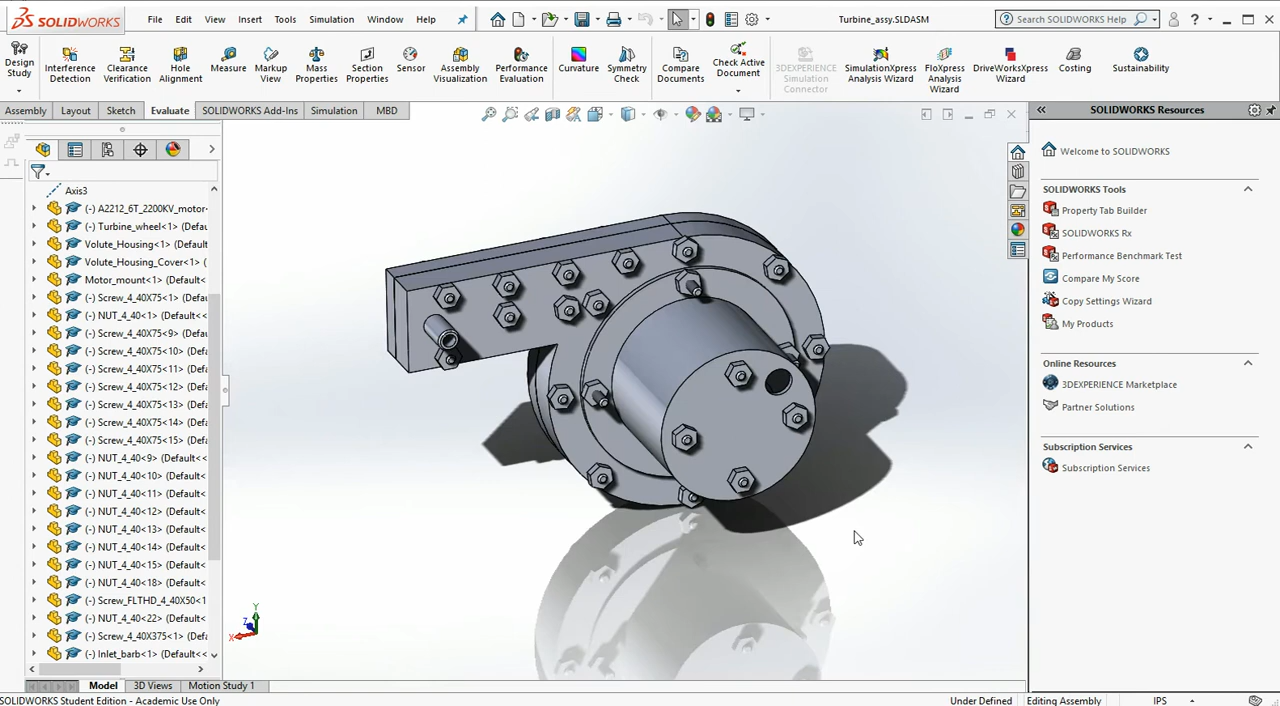 SOLIDWORKS
File Edit View Insert Tools Simulation Window Help
Turbine_assy.SLDASM
Search SOLIDWORKS Help
Design Study
Interference Detection
Clearance Verification
Hole Alignment
Measure
Markup View
Mass Properties
Section Properties
Sensor
Assembly Visualization
Performance Evaluation
Curvature
Symmetry Check
Compare Documents
Check Active Document
3DEXPERIENCE Simulation Connector
SimulationXpress Analysis Wizard
FloXpress Analysis Wizard
DriveWorksXpress Wizard
Costing
Sustainability
Assembly Layout Sketch Evaluate SOLIDWORKS Add-Ins Simulation MBD
Axis3
(-) A2212_6T_2200KV_motor-
(-) Turbine_wheel<1> (Defau
Volute_Housing<1> (Default
Volute_Housing_Cover<1> (
Motor_mount<1> (Default<
(-) Screw_4_40X75<1> (Defau
(-) NUT_4_40<1> (Default<<
(-) Screw_4_40X75<9> (Defau
(-) Screw_4_40X75<10> (Defa
(-) Screw_4_40X75<11> (Defa
(-) Screw_4_40X75<12> (Defa
(-) Screw_4_40X75<13> (Defa
(-) Screw_4_40X75<14> (Defa
(-) Screw_4_40X75<15> (Defa
(-) NUT_4_40<9> (Default<<
(-) NUT_4_40<10> (Default<
(-) NUT_4_40<11> (Default<
(-) NUT_4_40<12> (Default<
(-) NUT_4_40<13> (Default<
(-) NUT_4_40<14> (Default<
(-) NUT_4_40<15> (Default<
(-) NUT_4_40<18> (Default<
(-) Screw_FLTHD_4_40X50<1
(-) NUT_4_40<22> (Default<
(-) Screw_4_40X375<1> (Def
(-) Inlet_barb<1> (Default<<
Y
Z
X
SOLIDWORKS Resources
Welcome to SOLIDWORKS
SOLIDWORKS Tools
Property Tab Builder
SOLIDWORKS Rx
Performance Benchmark Test
Compare My Score
Copy Settings Wizard
My Products
Online Resources
3DEXPERIENCE Marketplace
Partner Solutions
Subscription Services
Subscription Services
Model 3D Views Motion Study 1
SOLIDWORKS Student Edition - Academic Use Only
Under Defined
Editing Assembly
IPS